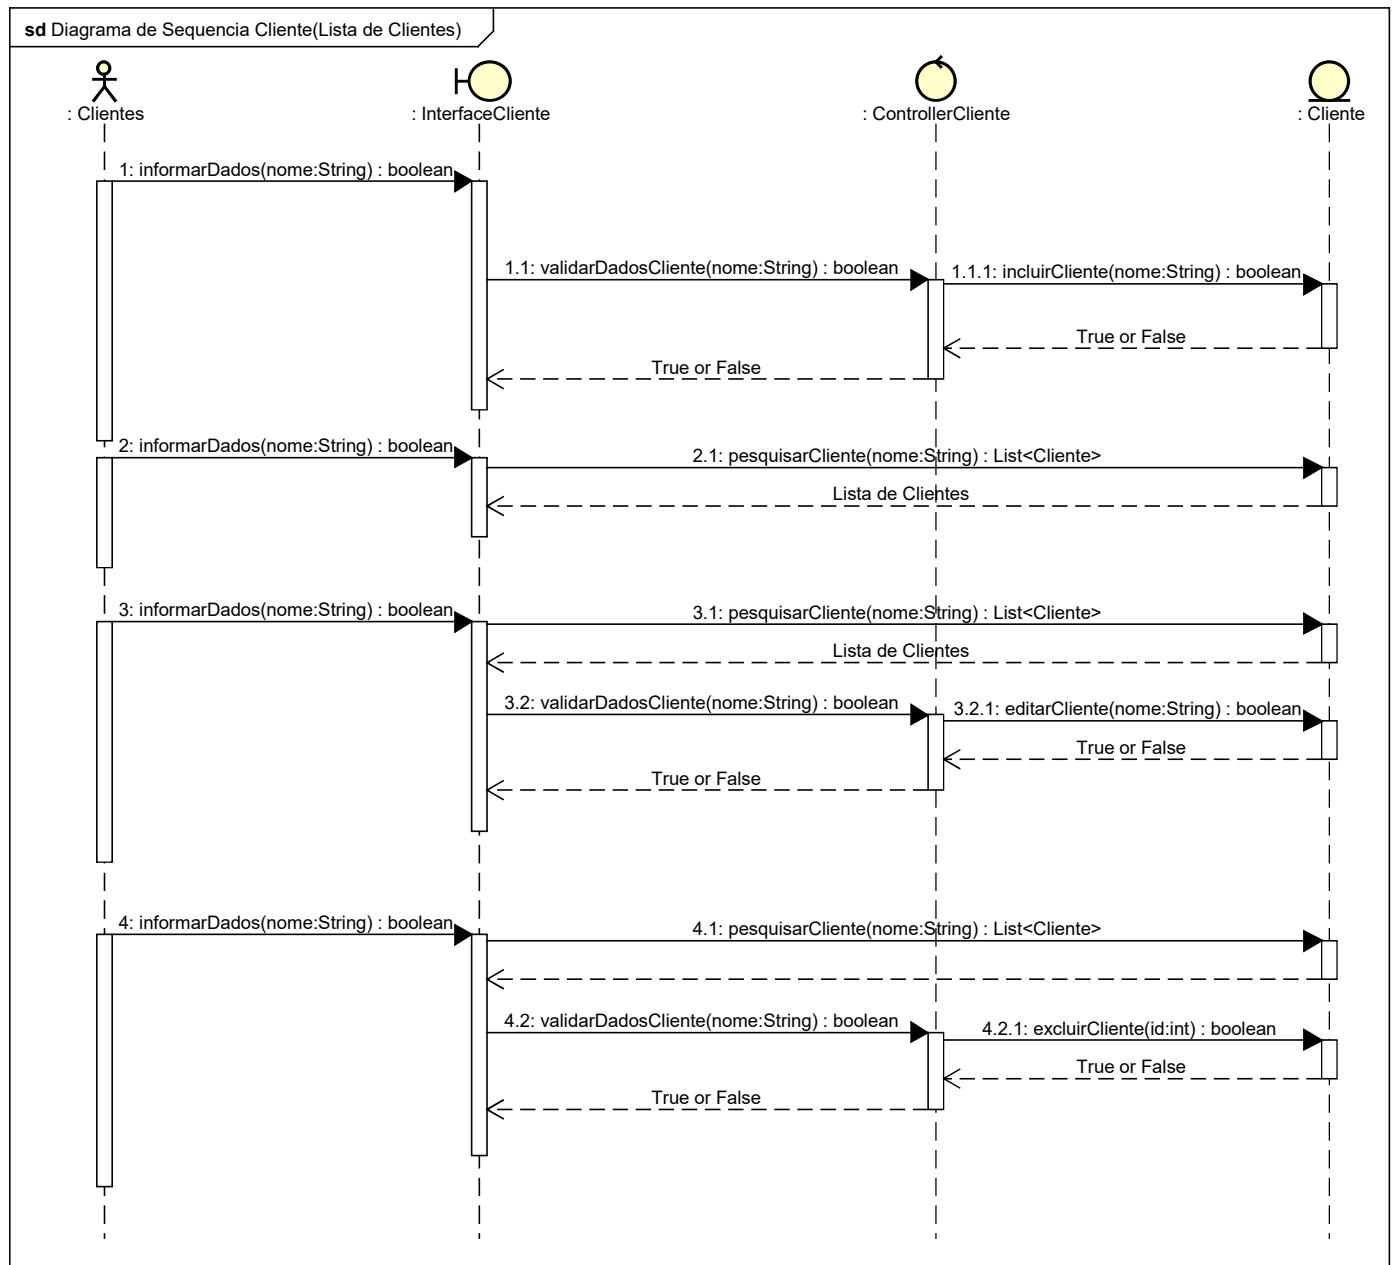 sd Diagrama de Sequencia Cliente(Lista de Clientes)
: Clientes
: InterfaceCliente
: ControllerCliente
: Cliente
1: informarDados(nome:String) : boolean
1.1: validarDadosCliente(nome:String) : boolean
1.1.1: incluirCliente(nome:String) : boolean
True or False
True or False
2: informarDados(nome:String) : boolean
2.1: pesquisarCliente(nome:String) : List<Cliente>
Lista de Clientes
3: informarDados(nome:String) : boolean
3.1: pesquisarCliente(nome:String) : List<Cliente>
Lista de Clientes
3.2: validarDadosCliente(nome:String) : boolean
3.2.1: editarCliente(nome:String) : boolean
True or False
True or False
4: informarDados(nome:String) : boolean
4.1: pesquisarCliente(nome:String) : List<Cliente>
4.2: validarDadosCliente(nome:String) : boolean
4.2.1: excluirCliente(id:int) : boolean
True or False
True or False